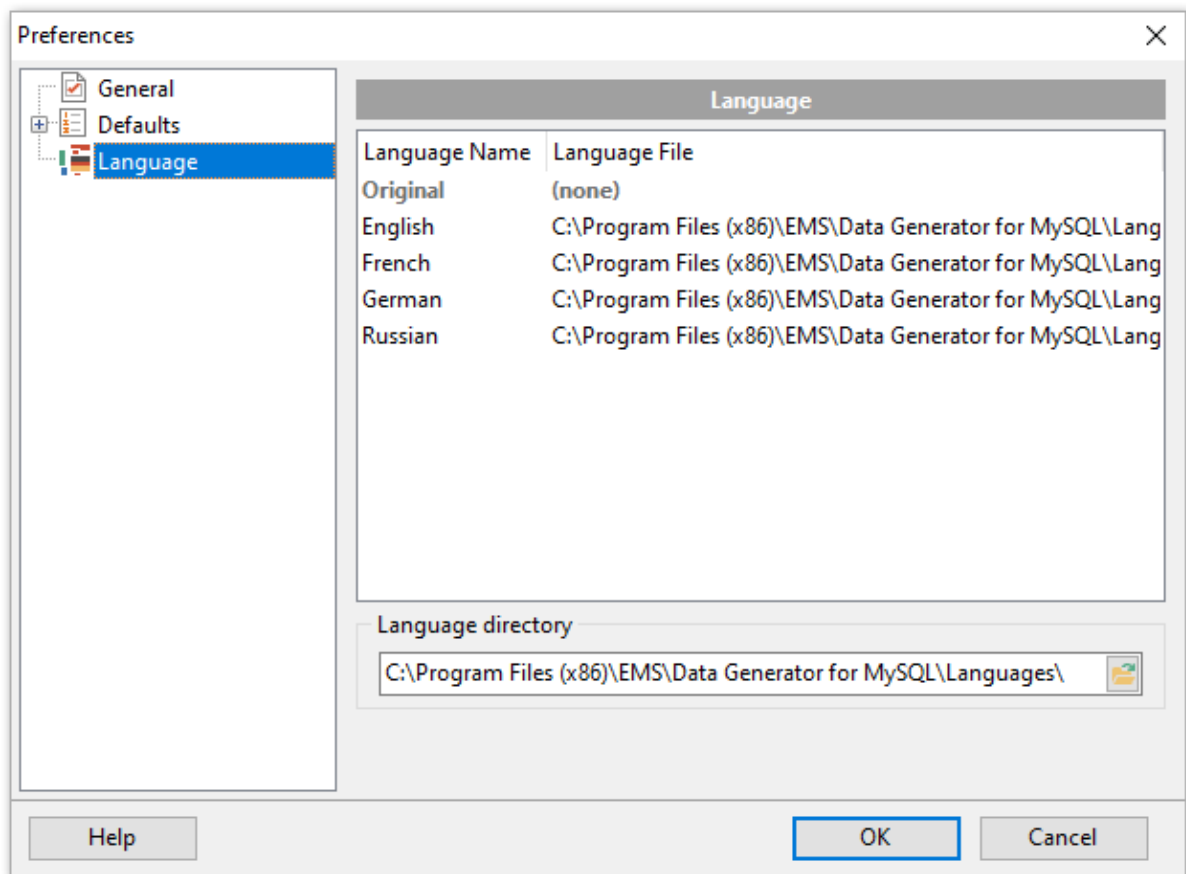 Preferences
General
Defaults
Language
Language
Language Name Language File
Original (none)
English C:\Program Files (x86)\EMS\Data Generator for MySQL\Lang
French C:\Program Files (x86)\EMS\Data Generator for MySQL\Lang
German C:\Program Files (x86)\EMS\Data Generator for MySQL\Lang
Russian C:\Program Files (x86)\EMS\Data Generator for MySQL\Lang
Language directory
C:\Program Files (x86)\EMS\Data Generator for MySQL\Languages\
Help OK Cancel